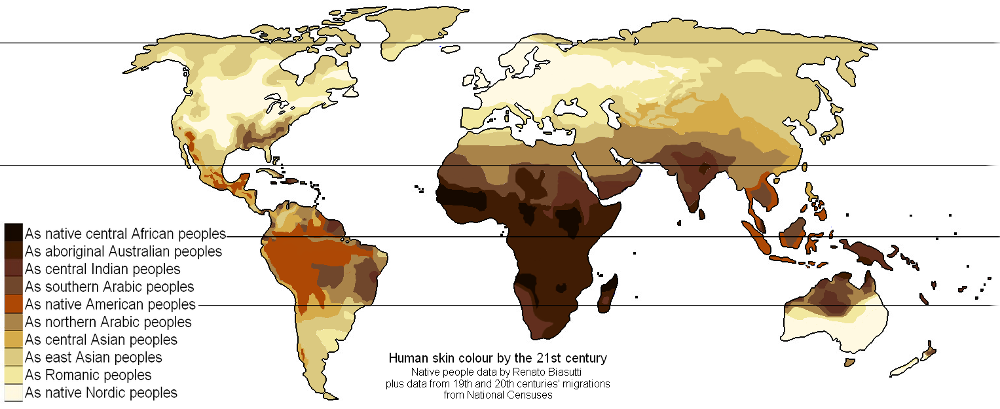 As native central African peoples
As aboriginal Australian peoples
As central Indian peoples
As southern Arabic peoples
As native American peoples
As northern Arabic peoples
As central Asian peoples
As east Asian peoples
As Romanic peoples
As native Nordic peoples
Human skin colour by the 21st century
Native people data by Renato Biasutti
plus data from 19th and 20th centuries' migrations
from National Censuses